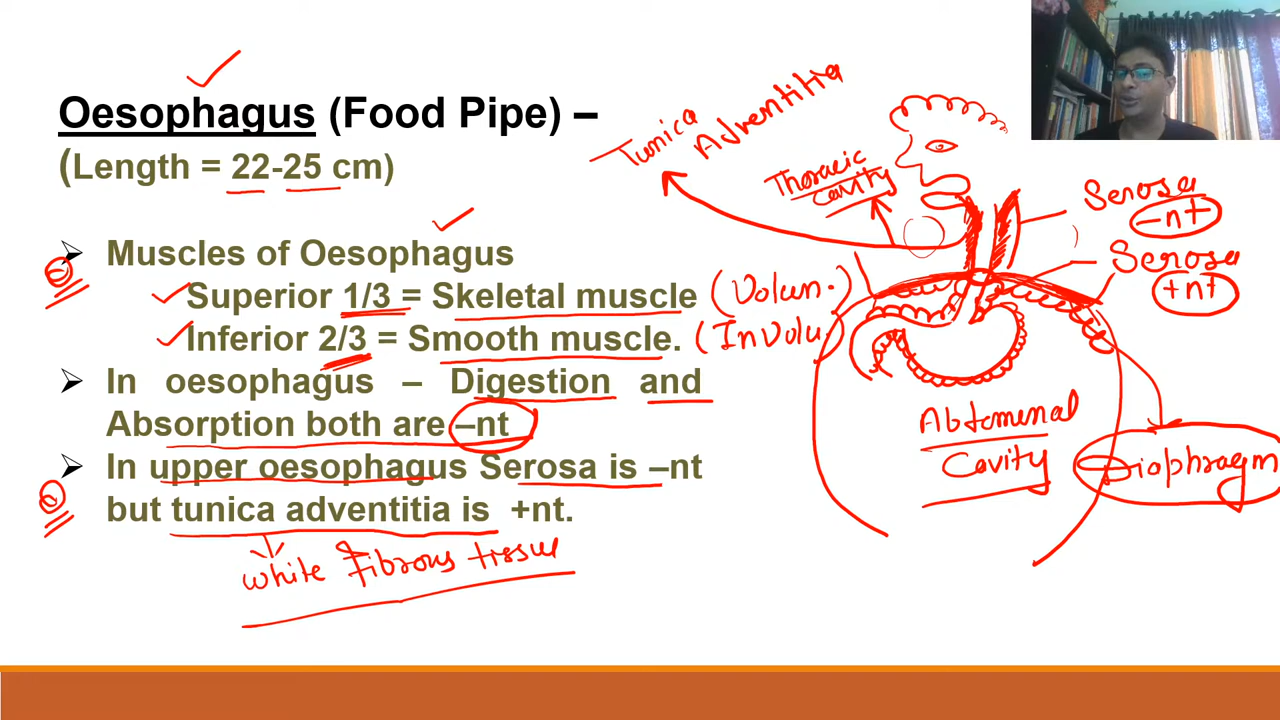 Oesophagus (Food Pipe) –
(Length = 22-25 cm)
Muscles of Oesophagus
Superior 1/3 = Skeletal muscle (Volun.)
Inferior 2/3 = Smooth muscle. (InVolu.)
In oesophagus – Digestion and
Absorption both are –nt
In upper oesophagus Serosa is –nt
but tunica adventitia is +nt.
white fibrous tissue
Tunica
Adventitia
Thoracic
cavity
Serosa
–nt
Serosa
+nt
Abtomenal
Cavity
Diaphragm